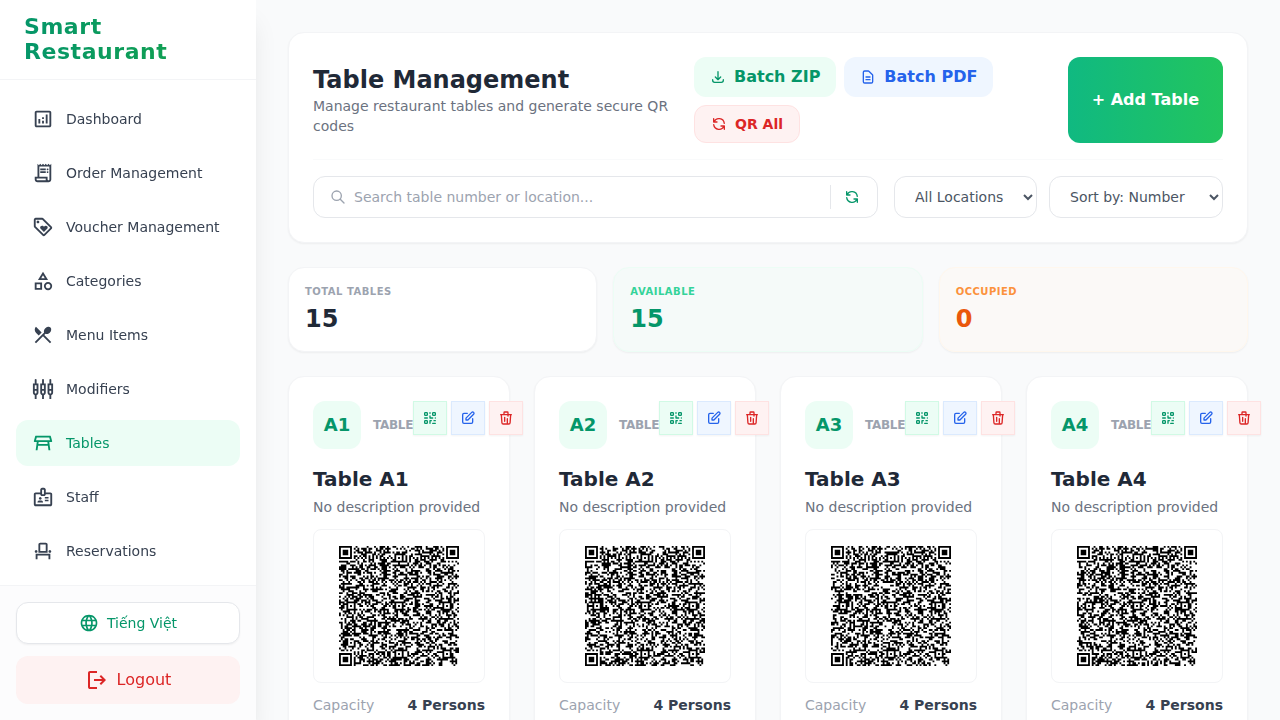 Smart
Restaurant
Dashboard
Order Management
Voucher Management
Categories
Menu Items
Modifiers
Tables
Staff
Reservations
Tiếng Việt
Logout
Table Management
Manage restaurant tables and generate secure QR
codes
Batch ZIP
Batch PDF
QR All
+ Add Table
Search table number or location...
All Locations
Sort by: Number
TOTAL TABLES
15
AVAILABLE
15
OCCUPIED
0
A1 TABLE
Table A1
No description provided
Capacity 4 Persons
A2 TABLE
Table A2
No description provided
Capacity 4 Persons
A3 TABLE
Table A3
No description provided
Capacity 4 Persons
A4 TABLE
Table A4
No description provided
Capacity 4 Persons